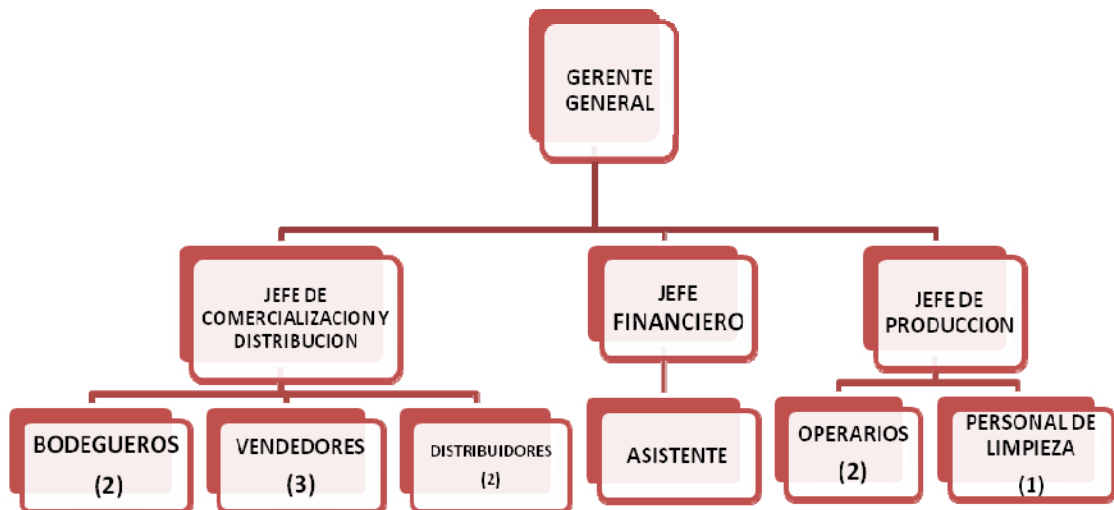 GERENTE
GENERAL
JEFE DE
COMERCIALIZACION Y
DISTRIBUCION
JEFE
FINANCIERO
JEFE DE
PRODUCCION
BODEGUEROS
(2)
VENDEDORES
(3)
DISTRIBUIDORES
(2)
ASISTENTE
OPERARIOS
(2)
PERSONAL DE
LIMPIEZA
(1)